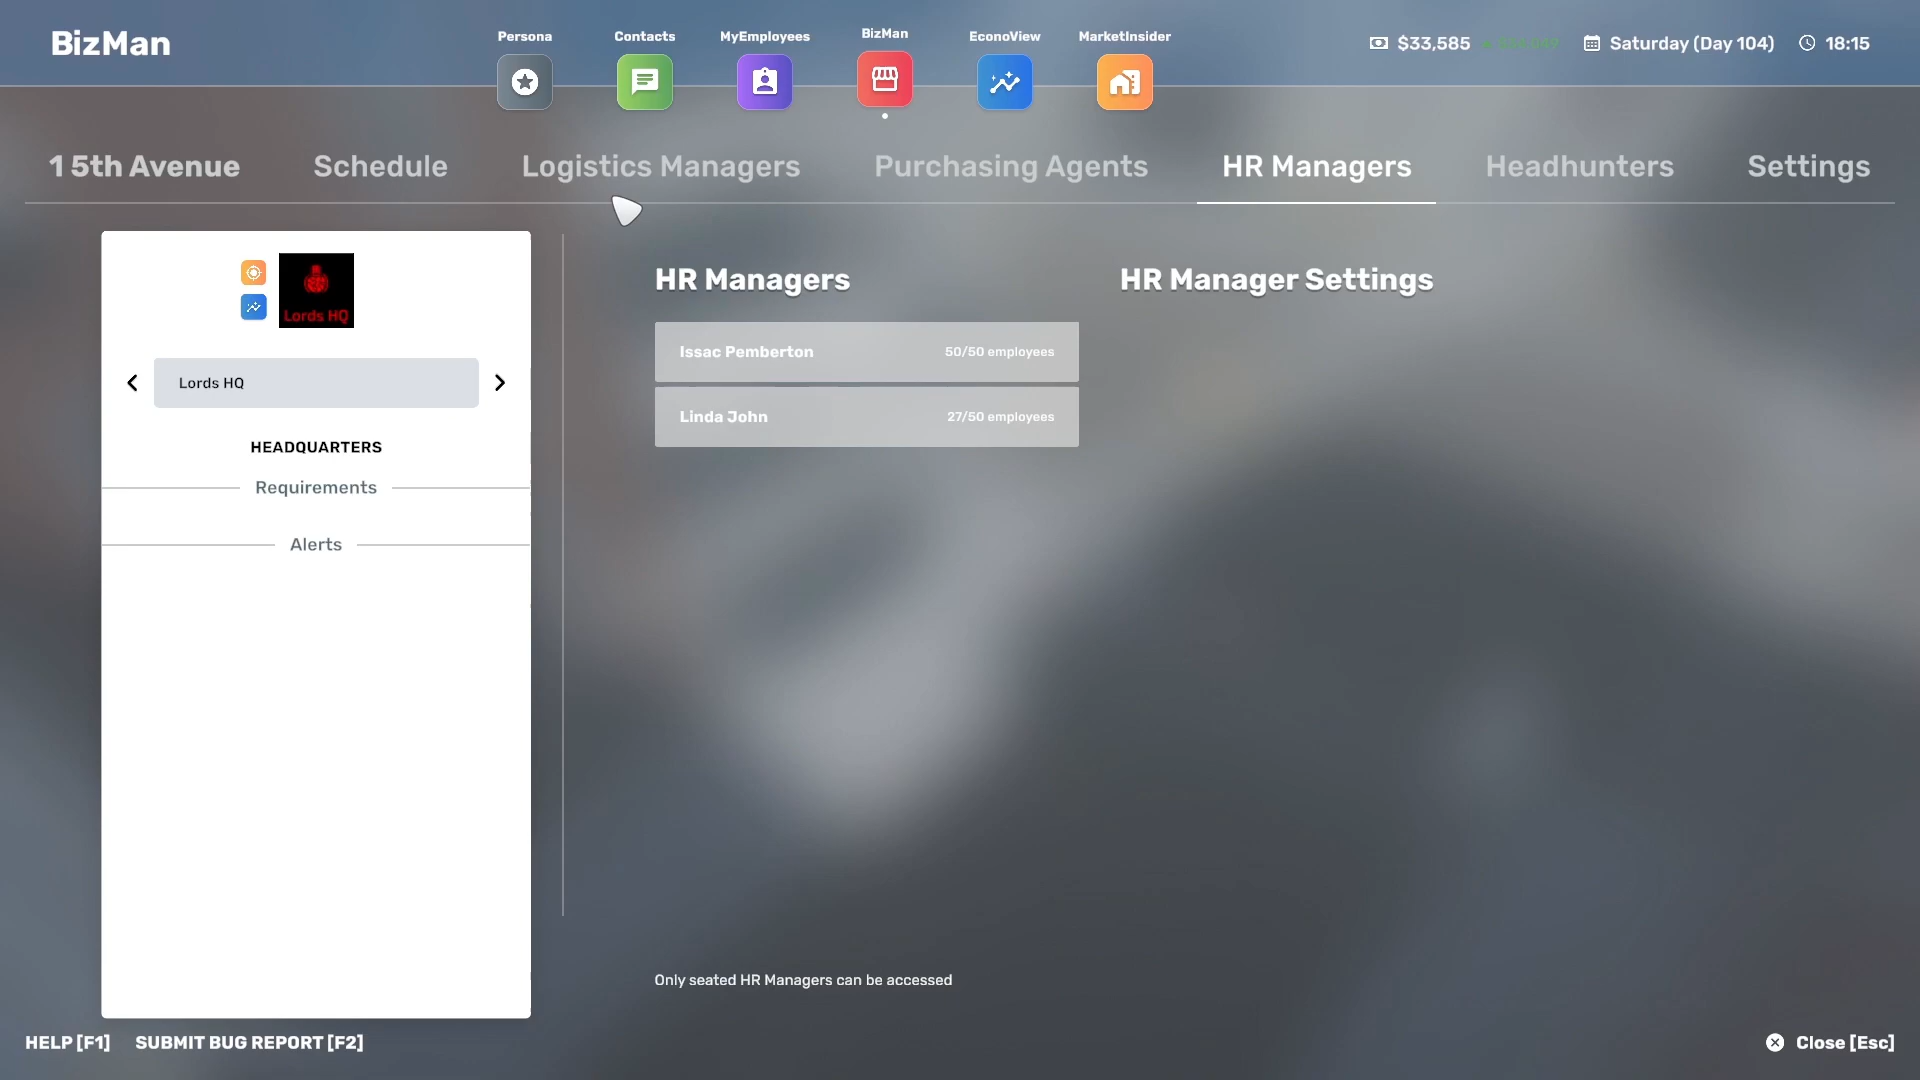 BizMan
Persona
Contacts
MyEmployees
BizMan
EconoView
MarketInsider
$33,585
Saturday (Day 104)
18:15
1 5th Avenue
Schedule
Logistics Managers
Purchasing Agents
HR Managers
Headhunters
Settings
Lords HQ
Lords HQ
HEADQUARTERS
Requirements
Alerts
HR Managers
Issac Pemberton
50/50 employees
Linda John
27/50 employees
HR Manager Settings
Only seated HR Managers can be accessed
HELP [F1]
SUBMIT BUG REPORT [F2]
Close [Esc]